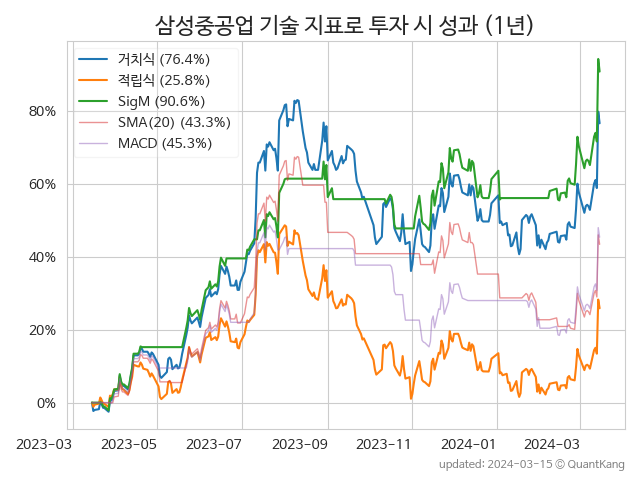 삼성중공업 기술 지표로 투자 시 성과 (1년)
거치식 (76.4%)
적립식 (25.8%)
SigM (90.6%)
SMA(20) (43.3%)
MACD (45.3%)
80%
60%
40%
20%
0%
2023-03 2023-05 2023-07 2023-09 2023-11 2024-01 2024-03
updated: 2024-03-15 © QuantKang